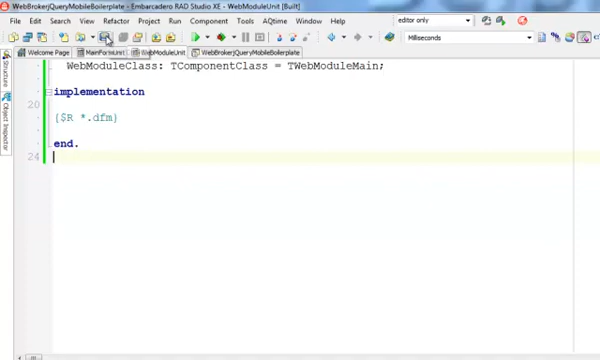 WebBrokerjQueryMobileBoilerplate - Embarcadero RAD Studio XE - WebModuleUnit [Built]
File Edit Search View Refactor Project Run Component Tools AQtime Window Help
editor only
Milliseconds
Welcome Page MainFormUnit WebModuleUnit WebBrokerjQueryMobileBoilerplate
Structure
Object Inspector
WebModuleClass: TComponentClass = TWebModuleMain;
implementation
20
{$R *.dfm}
end.
24